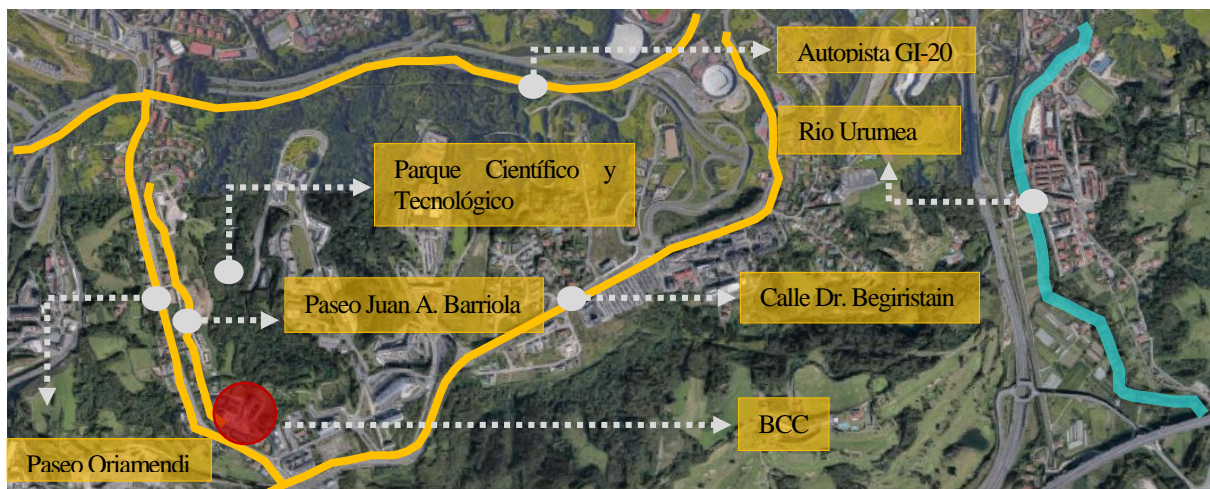 Autopista GI-20
Rio Urumea
Parque Científico y
Tecnológico
Paseo Juan A. Barriola
Calle Dr. Begiristain
BCC
Paseo Oriamendi